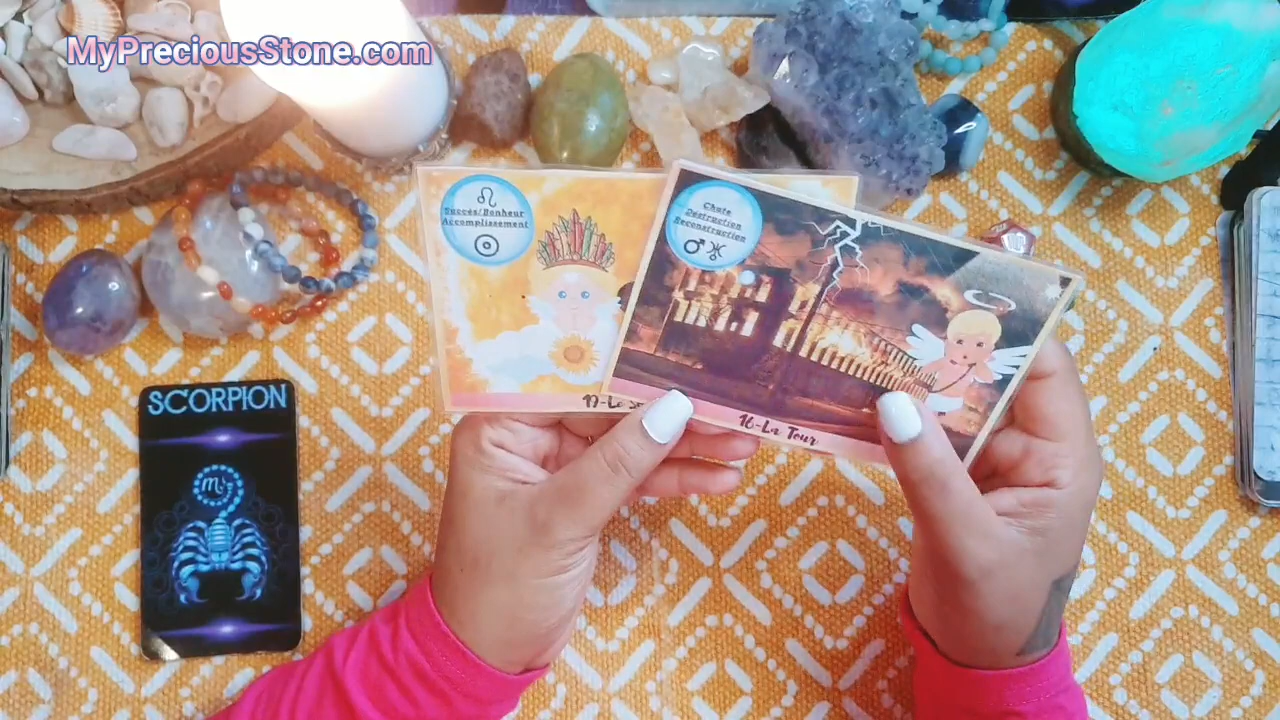 MyPreciousStone.com
Succès/Bonheur
Accomplissement
Chute
Destruction
Reconstruction
SCORPION
16-La Tour